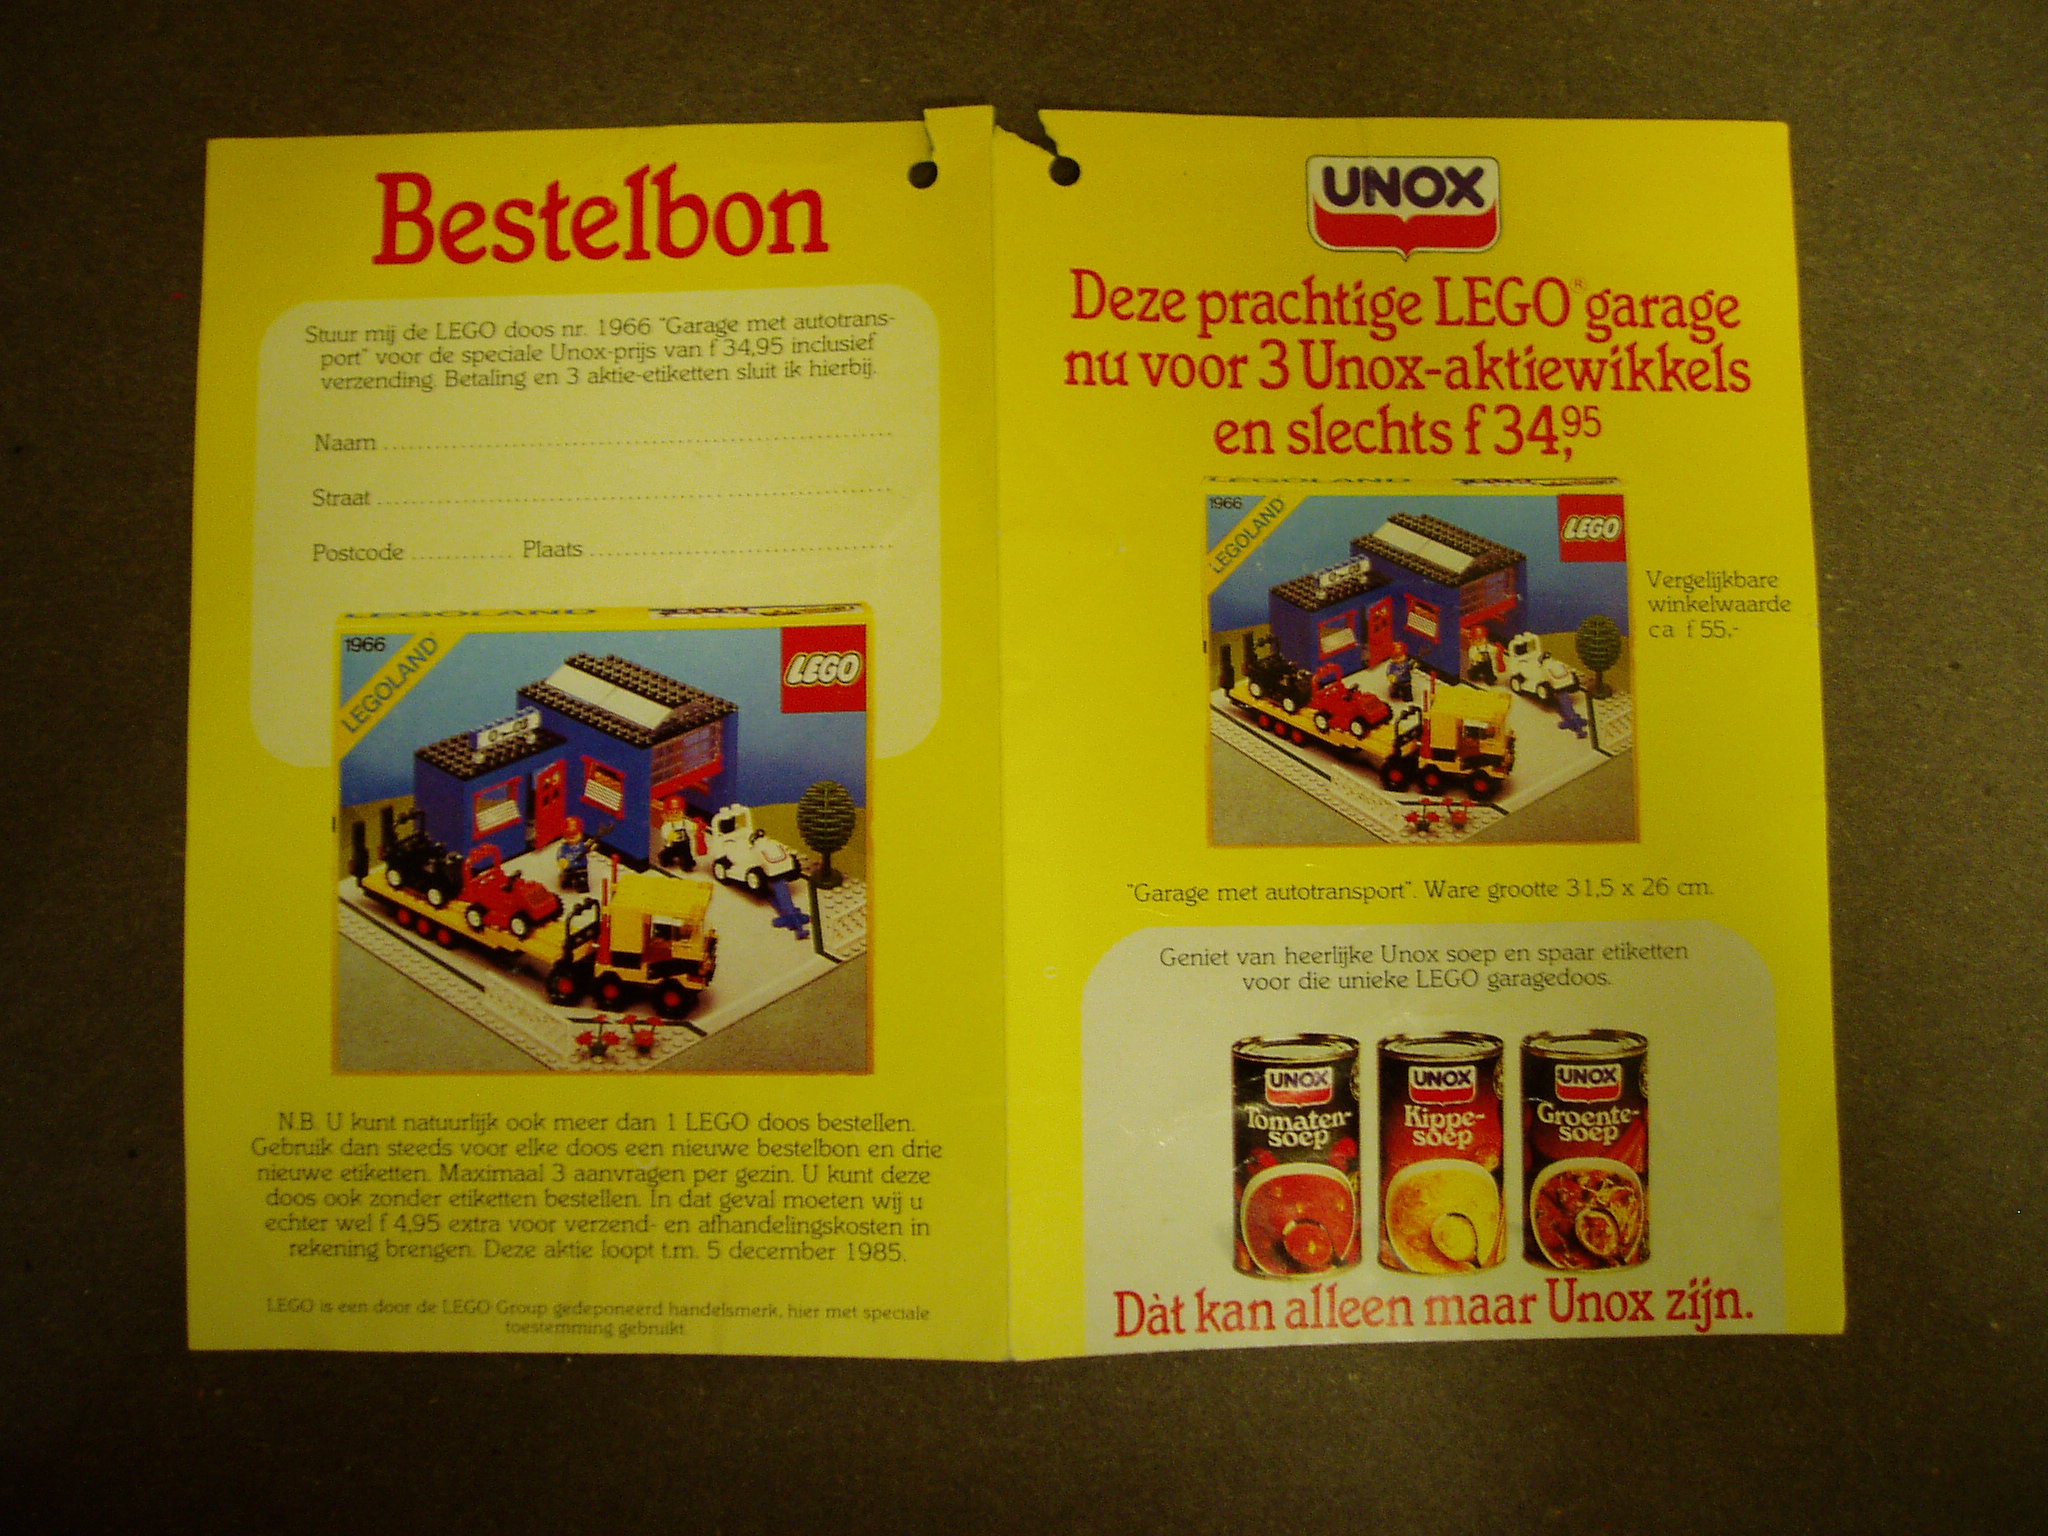 Bestelbon
Stuur mij de LEGO doos nr. 1966 "Garage met autotrans-
port" voor de speciale Unox-prijs van f 34,95 inclusief
verzending. Betaling en 3 aktie-etiketten sluit ik hierbij.
Naam
Straat
Postcode Plaats
LEGOLAND
1966
LEGOLAND
LEGO
N.B. U kunt natuurlijk ook meer dan 1 LEGO doos bestellen.
Gebruik dan steeds voor elke doos een nieuwe bestelbon en drie
nieuwe etiketten. Maximaal 3 aanvragen per gezin. U kunt deze
doos ook zonder etiketten bestellen. In dat geval moeten wij u
echter wel f 4,95 extra voor verzend- en afhandelingskosten in
rekening brengen. Deze aktie loopt t.m. 5 december 1985.
LEGO is een door de LEGO Group gedeponeerd handelsmerk, hier met speciale
toestemming gebruikt.
UNOX
Deze prachtige LEGO® garage
nu voor 3 Unox-aktiewikkels
en slechts f 34,95
LEGOLAND
1966
LEGOLAND
LEGO
Vergelijkbare
winkelwaarde
ca f 55,-
"Garage met autotransport". Ware grootte 31,5 x 26 cm.
Geniet van heerlijke Unox soep en spaar etiketten
voor die unieke LEGO garagedoos.
UNOX
Tomaten-
soep
UNOX
Kippe-
soep
UNOX
Groente-
soep
Dàt kan alleen maar Unox zijn.